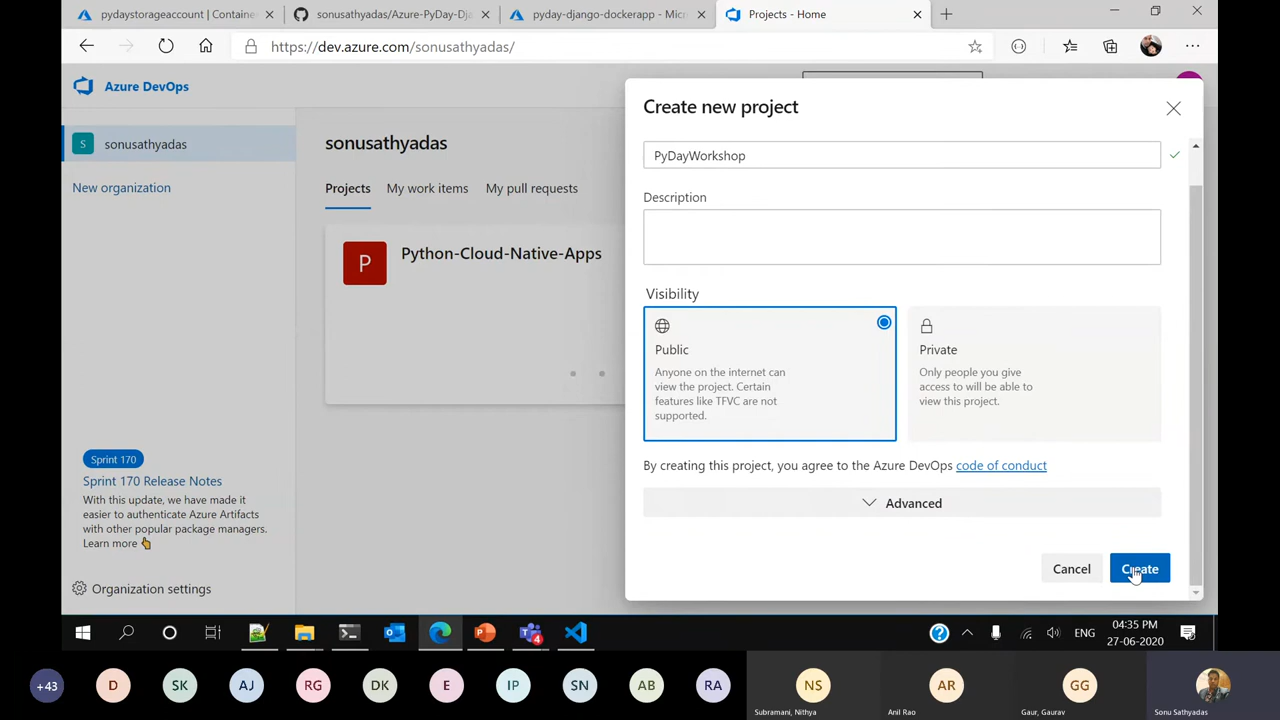 pydaystorageaccount | Containe
sonusathyadas/Azure-PyDay-Dja
pyday-django-dockerapp - Micr
Projects - Home
https://dev.azure.com/sonusathyadas/
Azure DevOps
S
sonusathyadas
New organization
sonusathyadas
Projects
My work items
My pull requests
P
Python-Cloud-Native-Apps
Sprint 170
Sprint 170 Release Notes
With this update, we have made it
easier to authenticate Azure Artifacts
with other popular package managers.
Learn more
Organization settings
Create new project
PyDayWorkshop
Description
Visibility
Public
Anyone on the internet can
view the project. Certain
features like TFVC are not
supported.
Private
Only people you give
access to will be able to
view this project.
By creating this project, you agree to the Azure DevOps code of conduct
Advanced
Cancel
Create
4
ENG
04:35 PM
27-06-2020
+43
D
SK
AJ
RG
DK
E
IP
SN
AB
RA
NS
Subramani, Nithya
AR
Anil Rao
GG
Gaur, Gaurav
Sonu Sathyadas